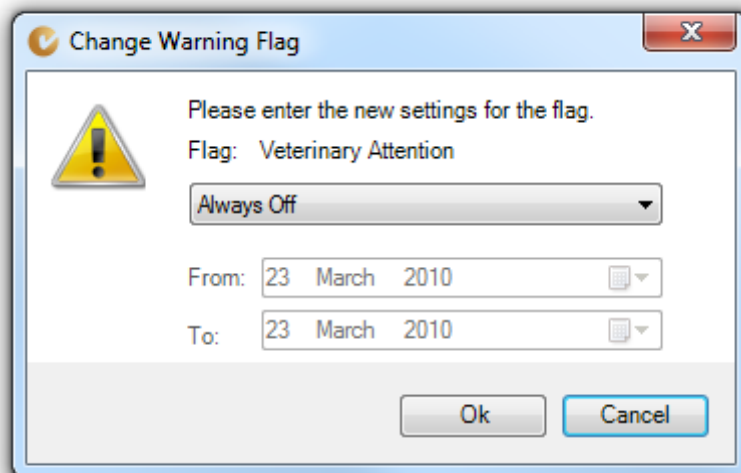 Change Warning Flag
Please enter the new settings for the flag.
Flag: Veterinary Attention
Always Off
From: 23 March 2010
To: 23 March 2010
Ok Cancel